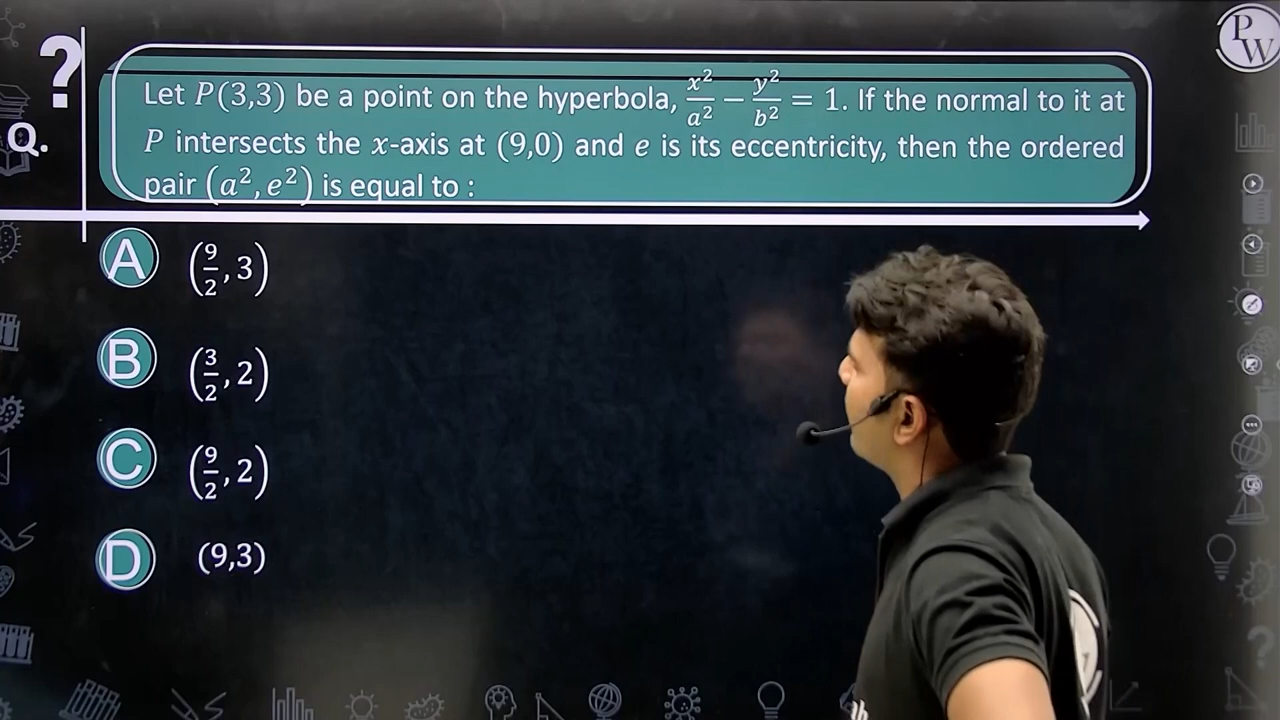 PW
?
Q.
Let P(3,3) be a point on the hyperbola, x²/a² − y²/b² = 1. If the normal to it at
P intersects the x-axis at (9,0) and e is its eccentricity, then the ordered
pair (a², e²) is equal to :
A (9/2, 3)
B (3/2, 2)
C (9/2, 2)
D (9,3)